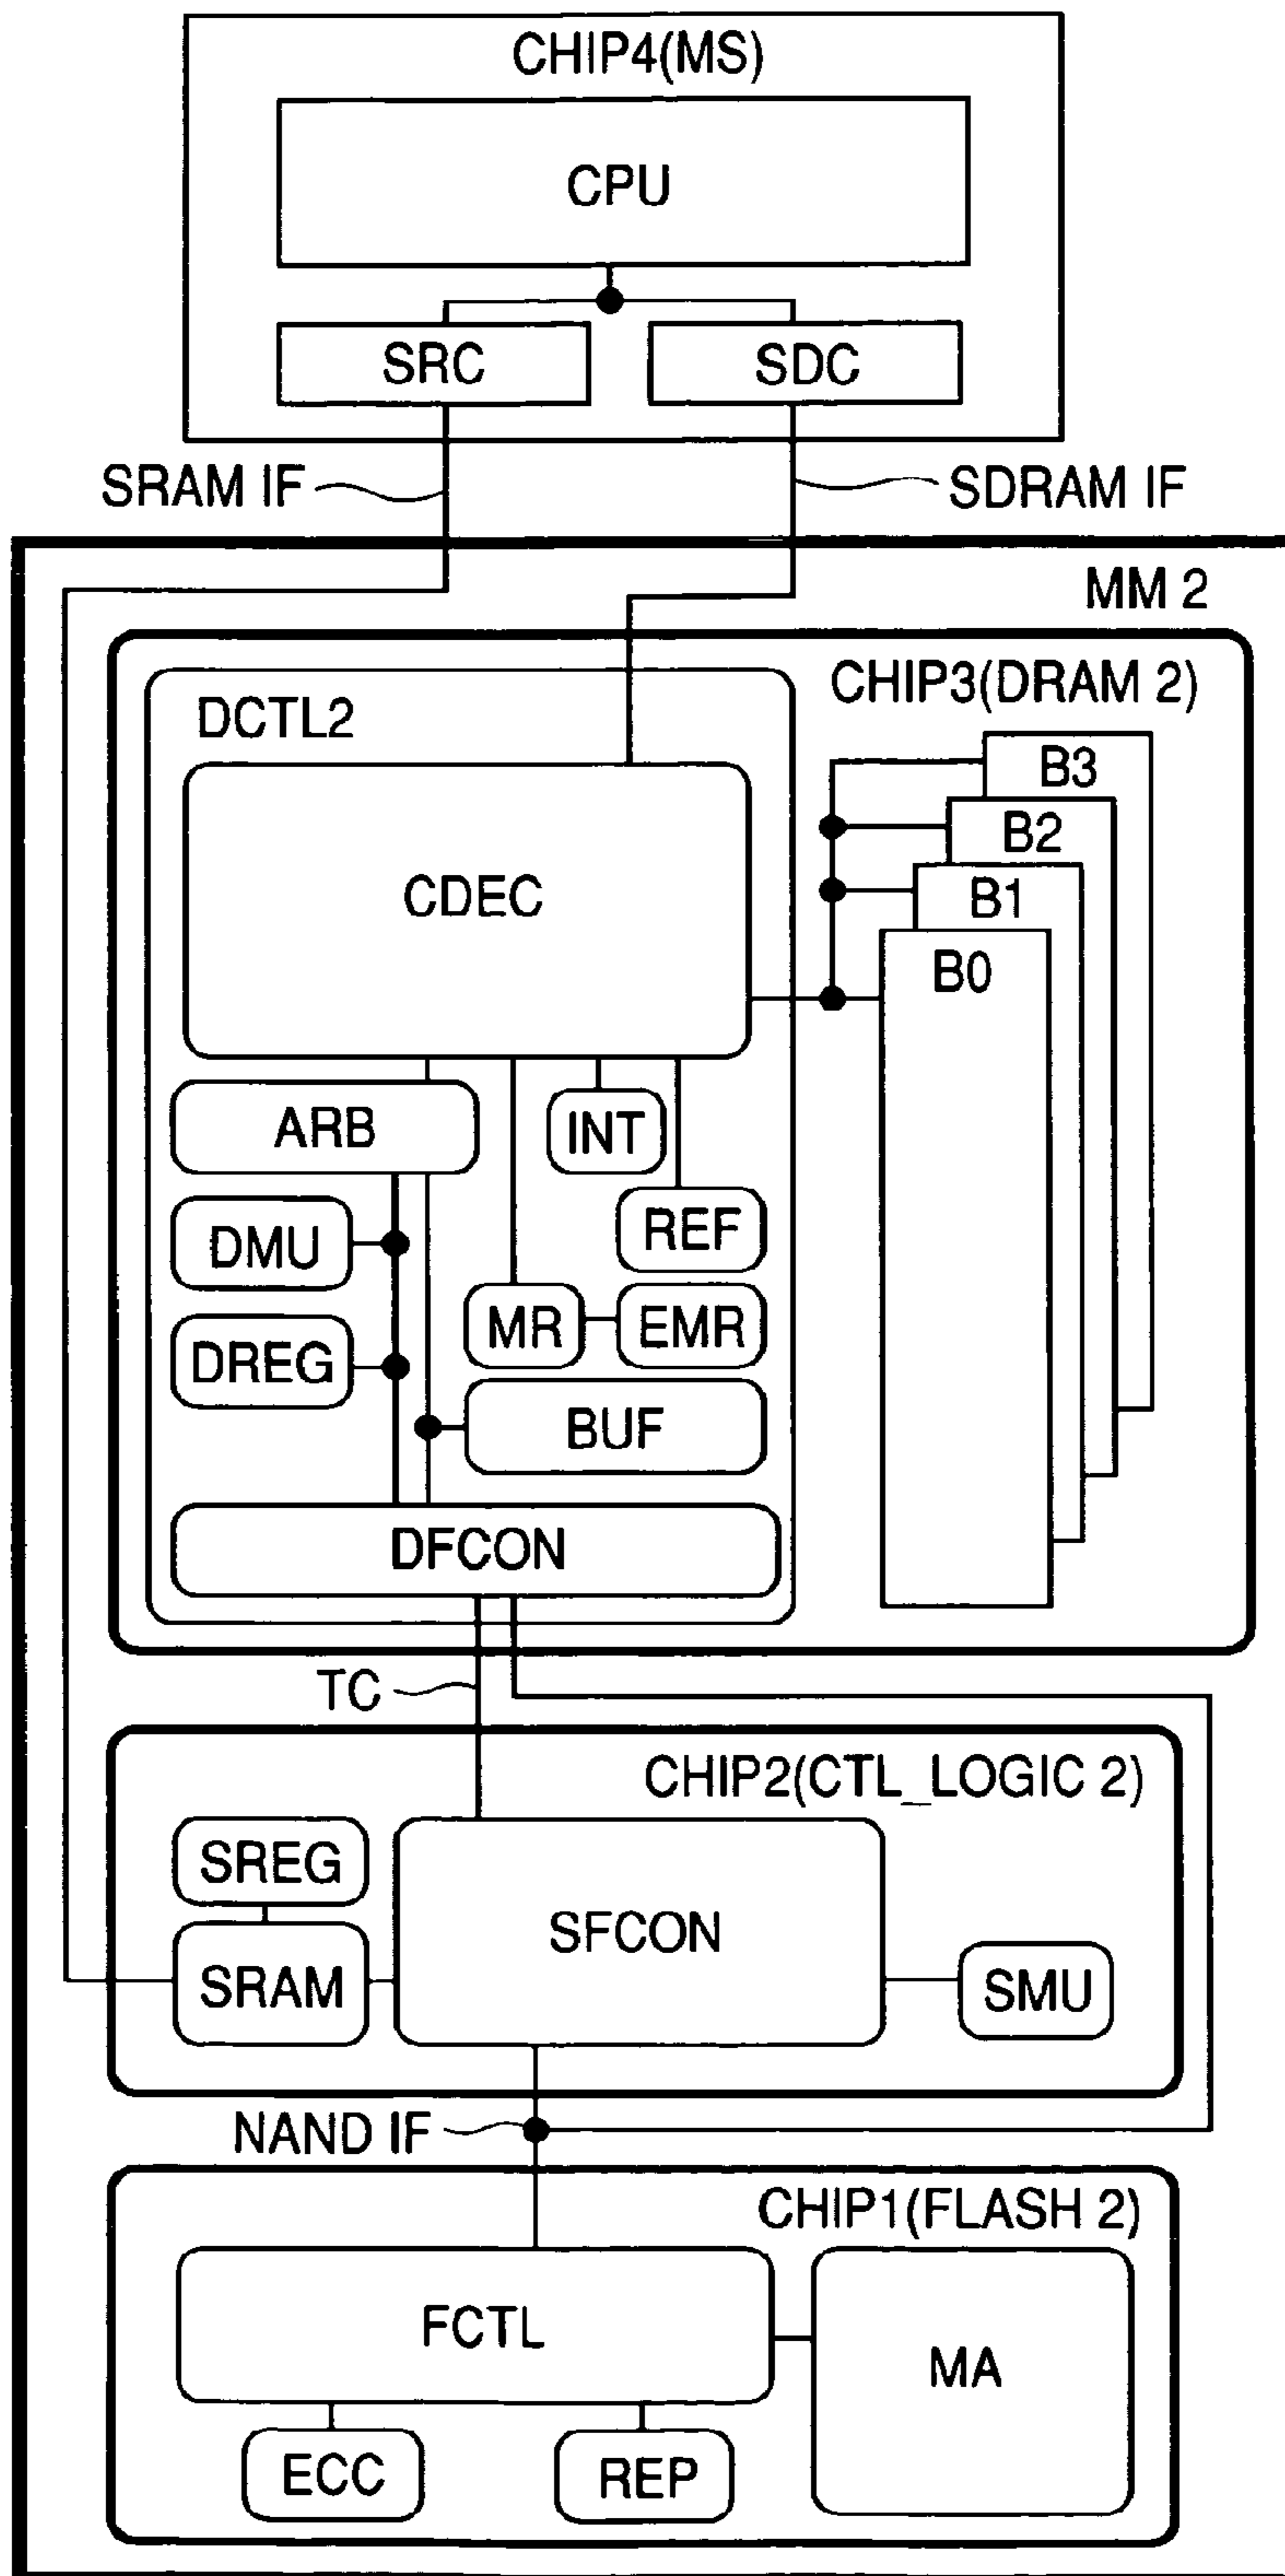 CHIP4(MS)
CPU
SRC
SDC
SRAM IF
SDRAM IF
MM 2
CHIP3(DRAM 2)
DCTL2
B3
B2
CDEC
B1
B0
ARB
INT
DMU
REF
MR
EMR
DREG
BUF
DFCON
TC
CHIP2(CTL_LOGIC 2)
SREG
SFCON
SRAM
SMU
NAND IF
CHIP1(FLASH 2)
FCTL
MA
ECC
REP